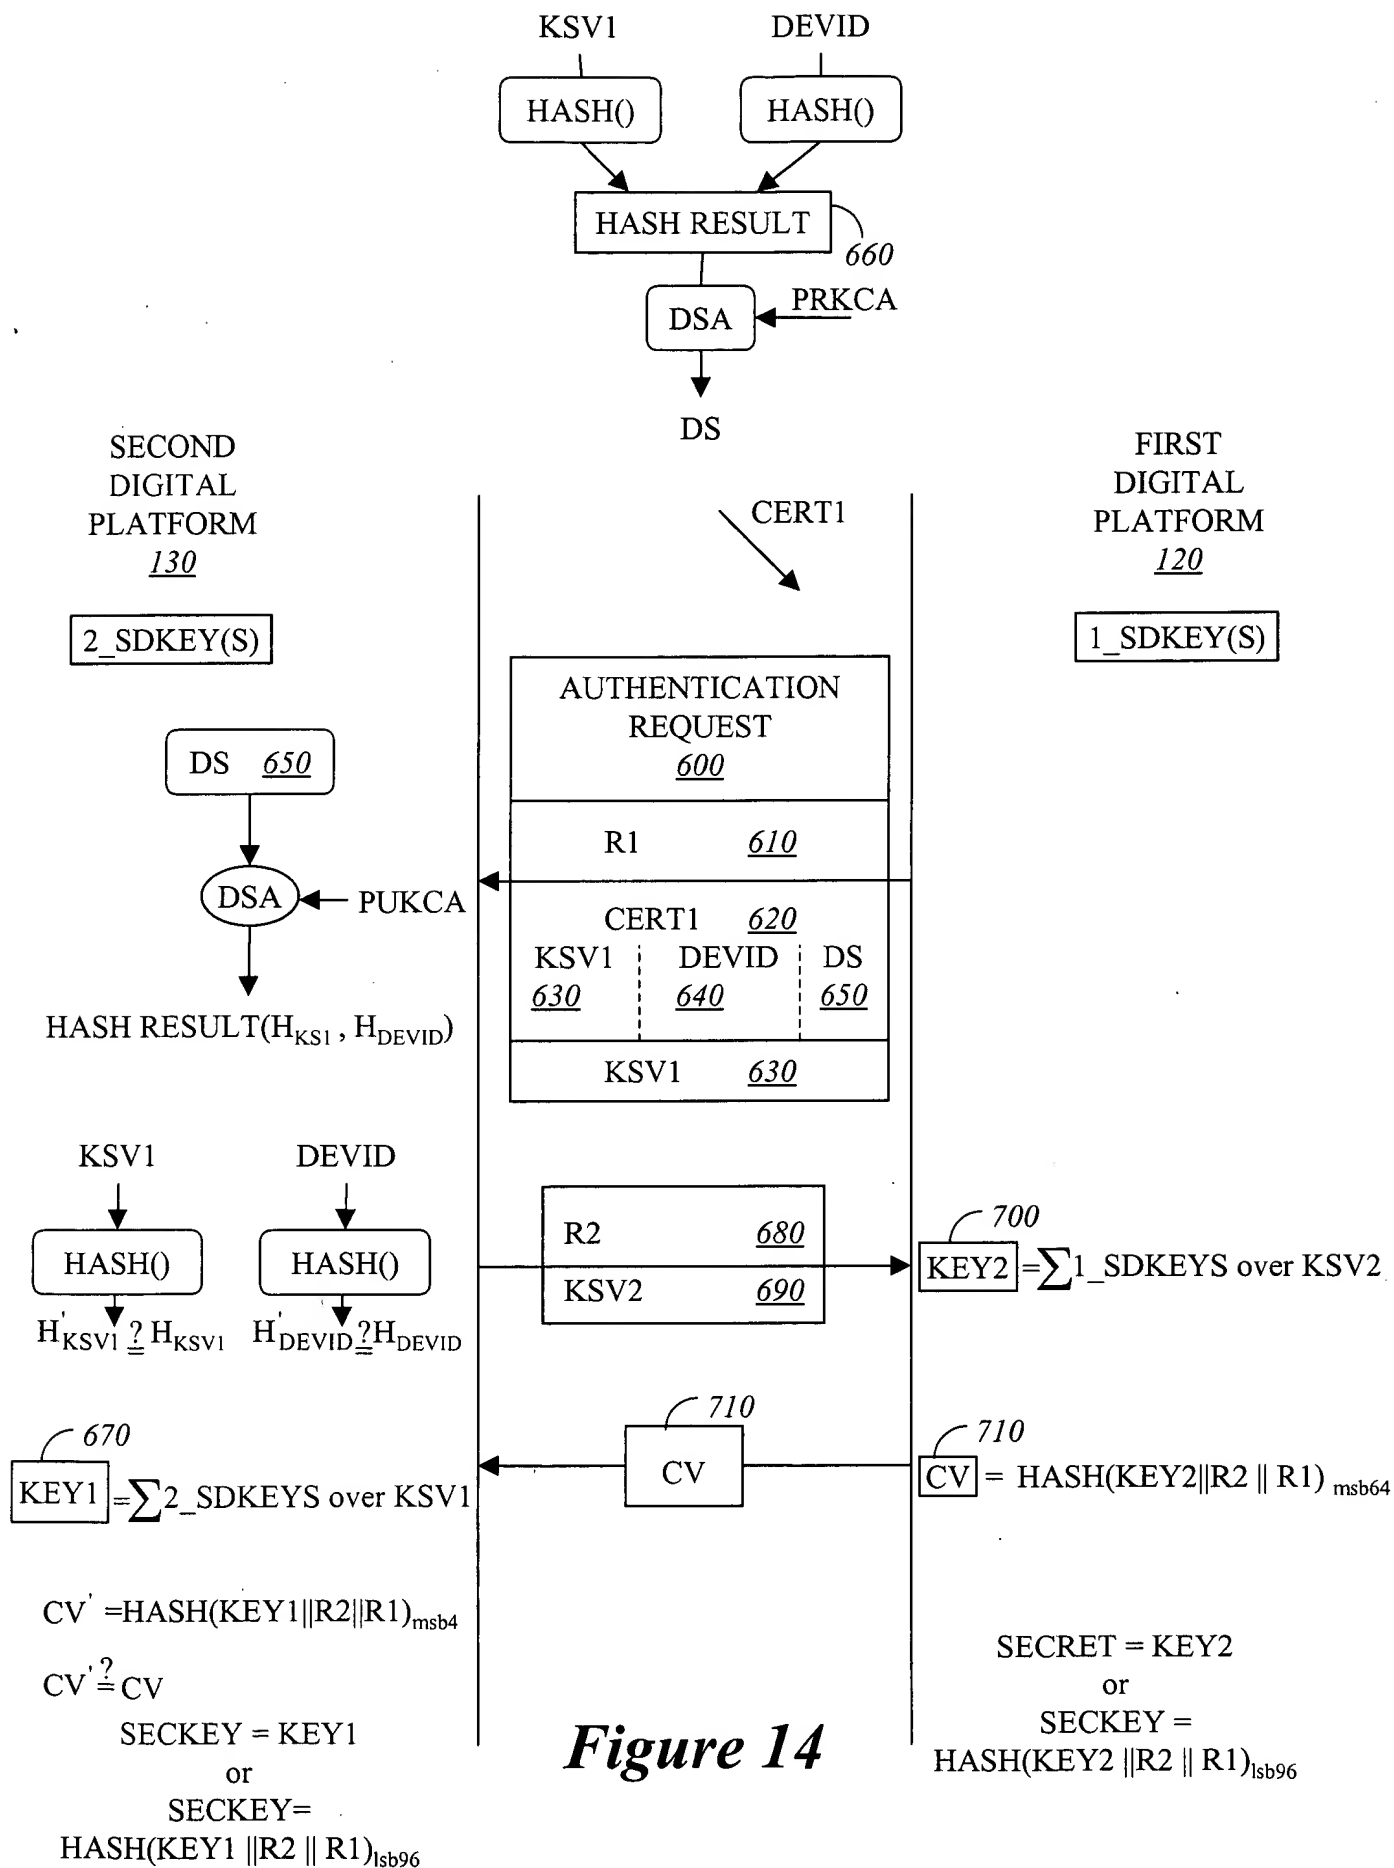 KSV1 DEVID
HASH() HASH()
HASH RESULT
660
PRKCA
DSA
DS
SECOND
DIGITAL
PLATFORM
130
FIRST
DIGITAL
PLATFORM
120
CERT1
2_SDKEY(S)
1_SDKEY(S)
AUTHENTICATION
REQUEST
600
DS 650
R1 610
DSA PUKCA
CERT1 620
KSV1 DEVID DS
630 640 650
HASH RESULT(H_KS1 , H_DEVID)
KSV1 630
KSV1 DEVID
HASH() HASH()
H'_KSV1 ?= H_KSV1 H'_DEVID ?= H_DEVID
R2 680
KSV2 690
700
KEY2 =∑1_SDKEYS over KSV2
710
CV
710
CV = HASH(KEY2||R2 || R1) msb64
670
KEY1 =∑2_SDKEYS over KSV1
CV' =HASH(KEY1||R2||R1)msb4
CV' ?= CV
SECKEY = KEY1
or
SECKEY=
HASH(KEY1 ||R2 || R1)lsb96
SECRET = KEY2
or
SECKEY =
HASH(KEY2 ||R2 || R1)lsb96
Figure 14